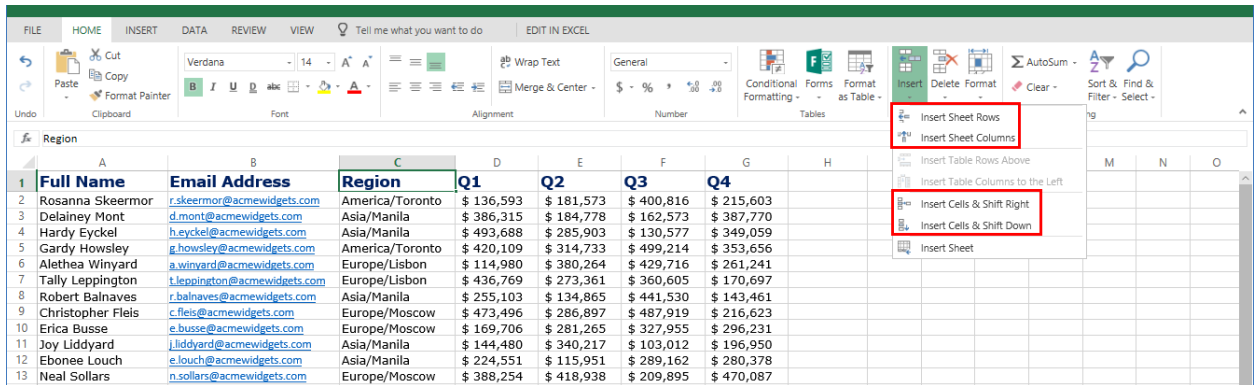 FILE HOME INSERT DATA REVIEW VIEW Tell me what you want to do EDIT IN EXCEL
Cut
Copy
Format Painter
Paste
Undo
Clipboard
Verdana 14 A A
B I U D abc A
Font
Wrap Text
Merge & Center
Alignment
General
$ % , .00 .0 .00
Number
Conditional Formatting
Forms
Format as Table
Tables
Insert Delete Format
AutoSum
Clear
Sort & Filter
Find & Select
ng
Insert Sheet Rows
Insert Sheet Columns
Insert Table Rows Above
Insert Table Columns to the Left
Insert Cells & Shift Right
Insert Cells & Shift Down
Insert Sheet
fx Region
A B C D E F G H M N O
1 Full Name Email Address Region Q1 Q2 Q3 Q4
2 Rosanna Skeermor r.skeermor@acmewidgets.com America/Toronto $ 136,593 $ 181,573 $ 400,816 $ 215,603
3 Delainey Mont d.mont@acmewidgets.com Asia/Manila $ 386,315 $ 184,778 $ 162,573 $ 387,770
4 Hardy Eyckel h.eyckel@acmewidgets.com Asia/Manila $ 493,688 $ 285,903 $ 130,577 $ 349,059
5 Gardy Howsley g.howsley@acmewidgets.com America/Toronto $ 420,109 $ 314,733 $ 499,214 $ 353,656
6 Alethea Winyard a.winyard@acmewidgets.com Europe/Lisbon $ 114,980 $ 380,264 $ 429,716 $ 261,241
7 Tally Leppington t.leppington@acmewidgets.com Europe/Lisbon $ 436,769 $ 273,361 $ 360,605 $ 170,697
8 Robert Balnaves r.balnaves@acmewidgets.com Asia/Manila $ 255,103 $ 134,865 $ 441,530 $ 143,461
9 Christopher Fleis c.fleis@acmewidgets.com Europe/Moscow $ 473,496 $ 286,897 $ 487,919 $ 216,623
10 Erica Busse e.busse@acmewidgets.com Europe/Moscow $ 169,706 $ 281,265 $ 327,955 $ 296,231
11 Joy Liddyard j.liddyard@acmewidgets.com Asia/Manila $ 144,480 $ 340,217 $ 103,012 $ 196,950
12 Ebonee Louch e.louch@acmewidgets.com Asia/Manila $ 224,551 $ 115,951 $ 289,162 $ 280,378
13 Neal Sollars n.sollars@acmewidgets.com Europe/Moscow $ 388,254 $ 418,938 $ 209,895 $ 470,087